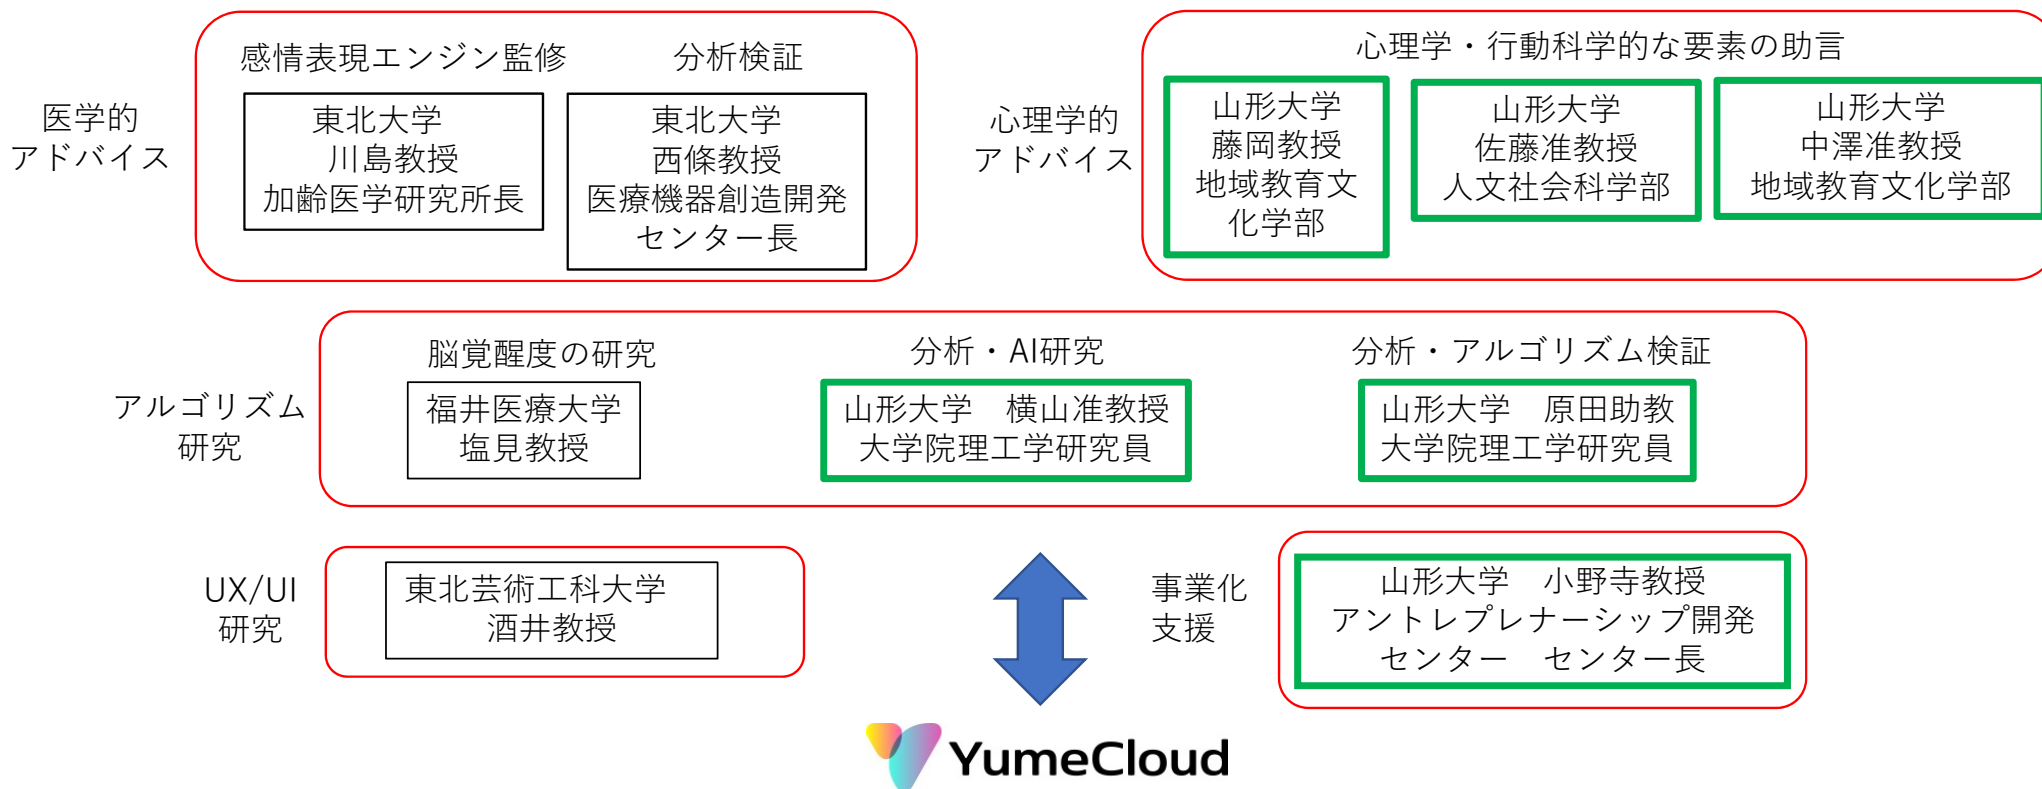 医学的
アドバイス
感情表現エンジン監修
東北大学
川島教授
加齢医学研究所長
分析検証
東北大学
西條教授
医療機器創造開発
センター長
心理学的
アドバイス
心理学・行動科学的な要素の助言
山形大学
藤岡教授
地域教育文
化学部
山形大学
佐藤准教授
人文社会科学部
山形大学
中澤准教授
地域教育文化学部
アルゴリズム
研究
脳覚醒度の研究
福井医療大学
塩見教授
分析・AI研究
山形大学　横山准教授
大学院理工学研究員
分析・アルゴリズム検証
山形大学　原田助教
大学院理工学研究員
UX/UI
研究
東北芸術工科大学
酒井教授
事業化
支援
山形大学　小野寺教授
アントレプレナーシップ開発
センター　センター長
YumeCloud